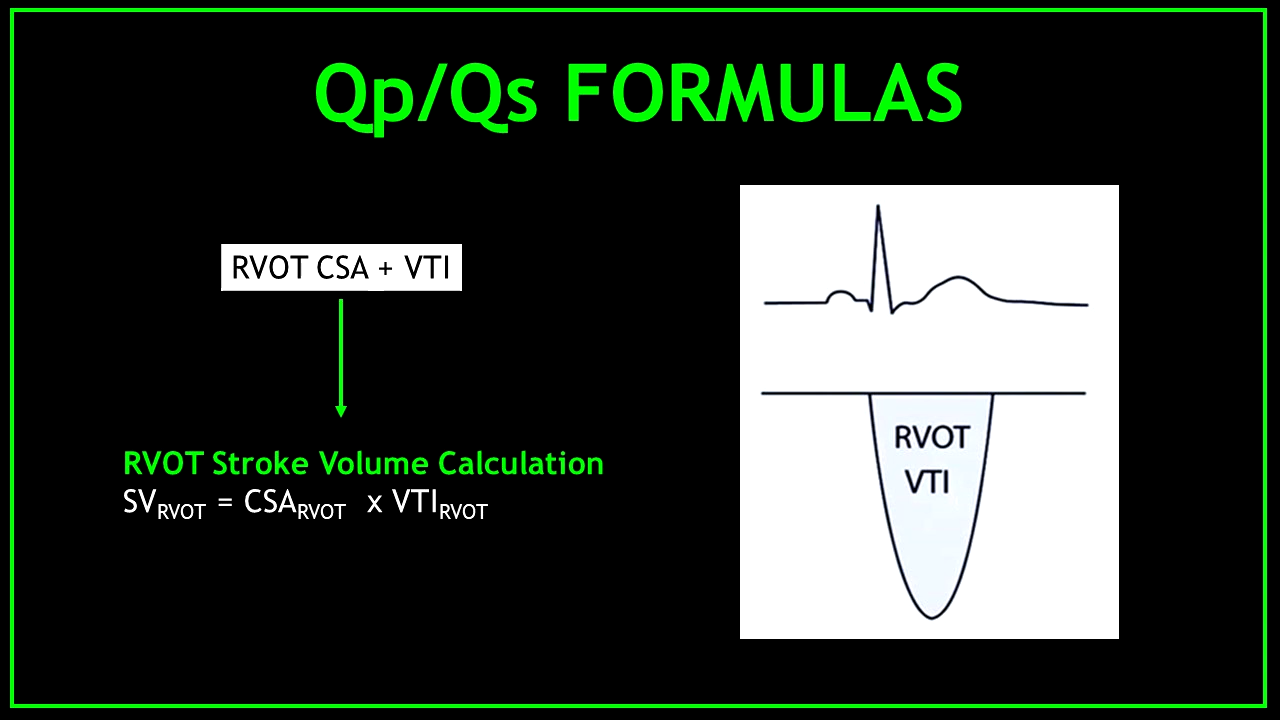 Qp/Qs FORMULAS
RVOT CSA + VTI
RVOT Stroke Volume Calculation
SVRVOT = CSARVOT x VTIRVOT
RVOT
VTI